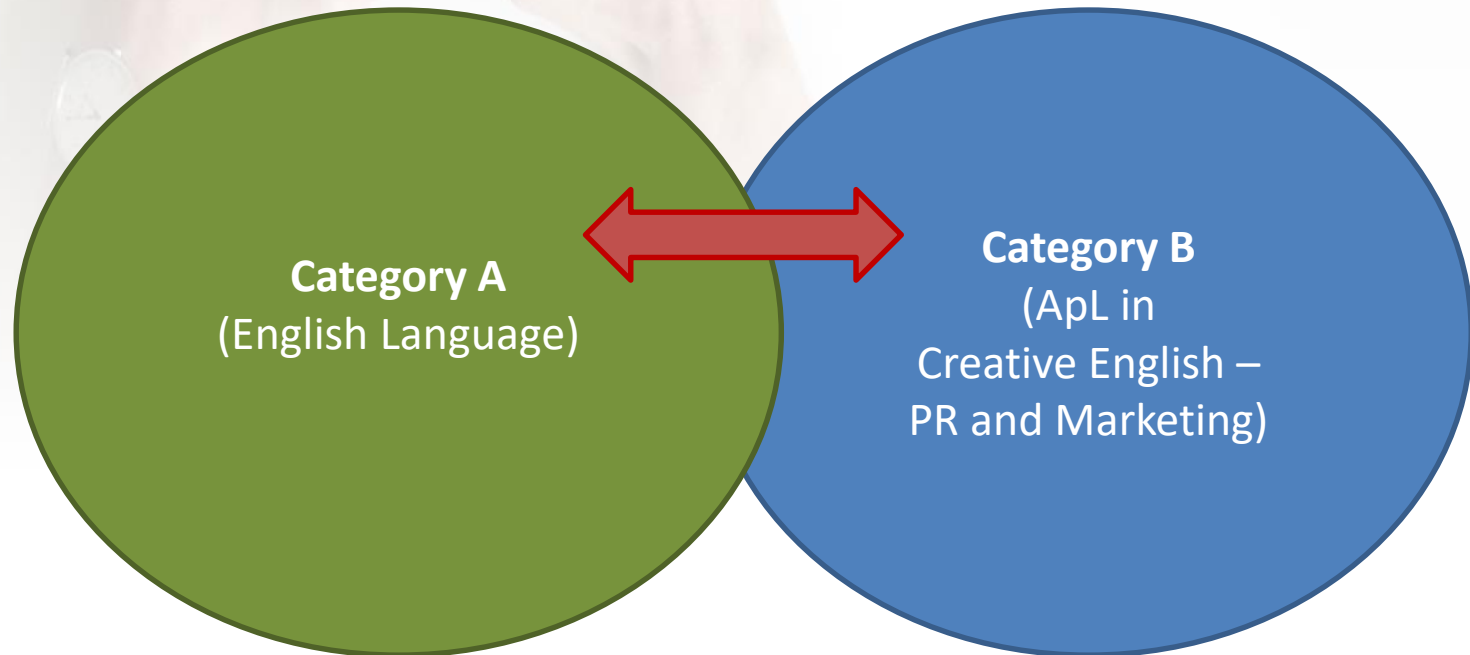 Category A
(English Language)
Category B
(ApL in
Creative English –
PR and Marketing)